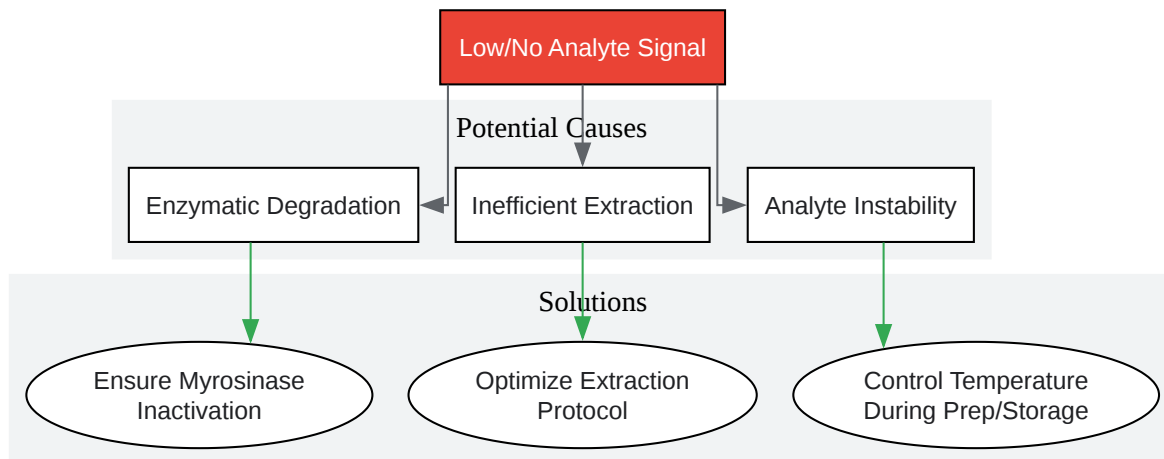 Low/No Analyte Signal
Potential Causes
Enzymatic Degradation
Inefficient Extraction
Analyte Instability
Solutions
Ensure Myrosinase
Inactivation
Optimize Extraction
Protocol
Control Temperature
During Prep/Storage